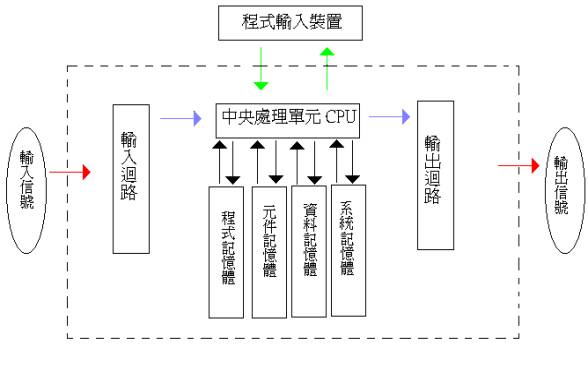 程式輸入裝置
中央處理單元 CPU
輸入信號
輸入迴路
程式記憶體
元件記憶體
資料記憶體
系統記憶體
輸出迴路
輸出信號